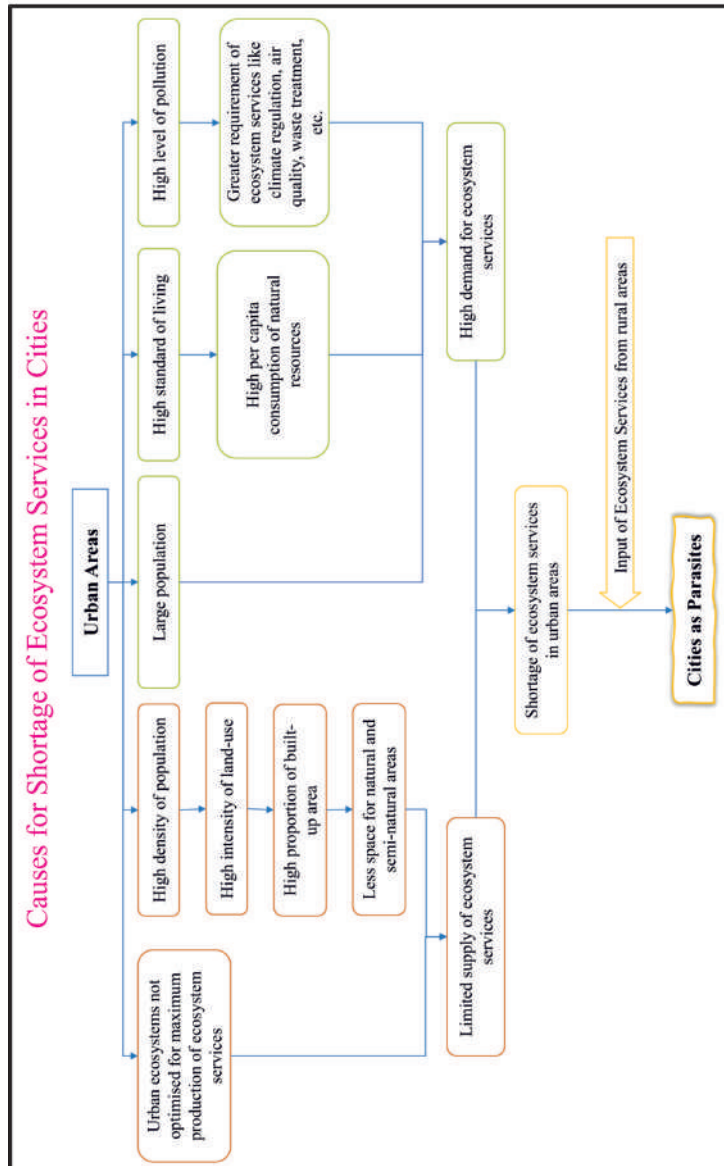 Causes for Shortage of Ecosystem Services in Cities
Urban Areas
Urban ecosystems not
optimised for maximum
production of ecosystem
services
High density of population
High intensity of land-use
High proportion of built-
up area
Less space for natural and
semi-natural areas
Large population
High standard of living
High per capita
consumption of natural
resources
High level of pollution
Greater requirement of
ecosystem services like
climate regulation, air
quality, waste treatment,
etc.
Limited supply of ecosystem
services
High demand for ecosystem
services
Shortage of ecosystem services
in urban areas
Input of Ecosystem Services from rural areas
Cities as Parasites